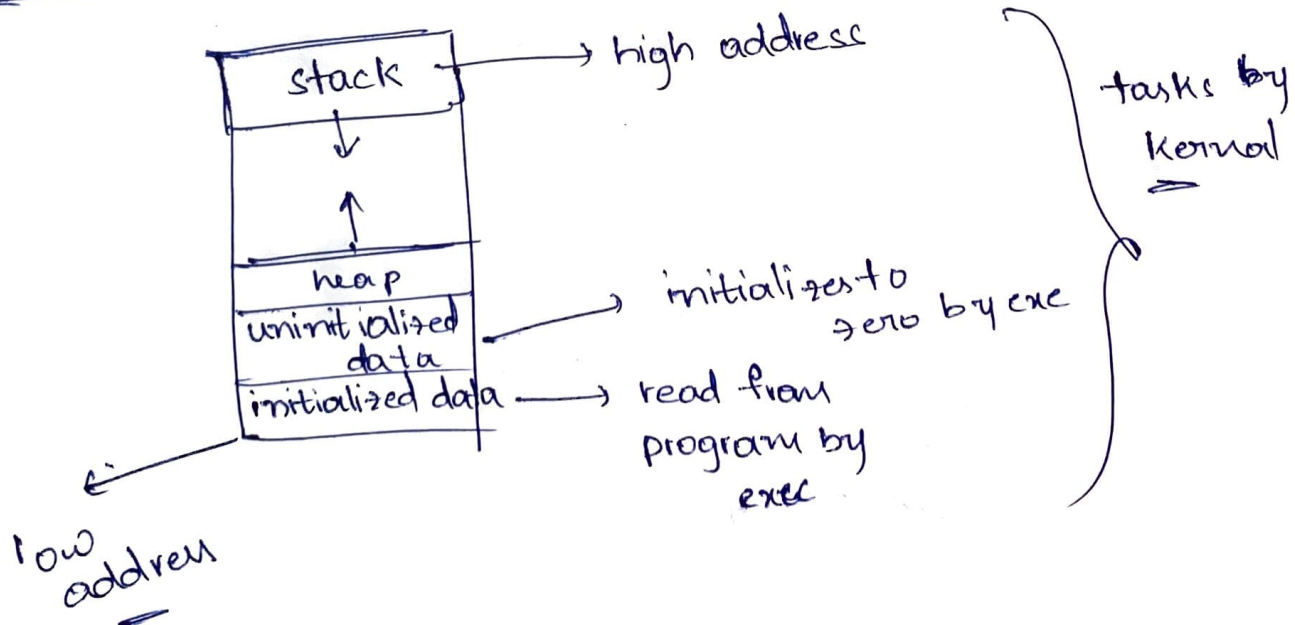 stack
high address
tasks by
kernal
heap
uninitialized
data
initializes to
zero by exe
initialized data
read from
program by
exec
low
address